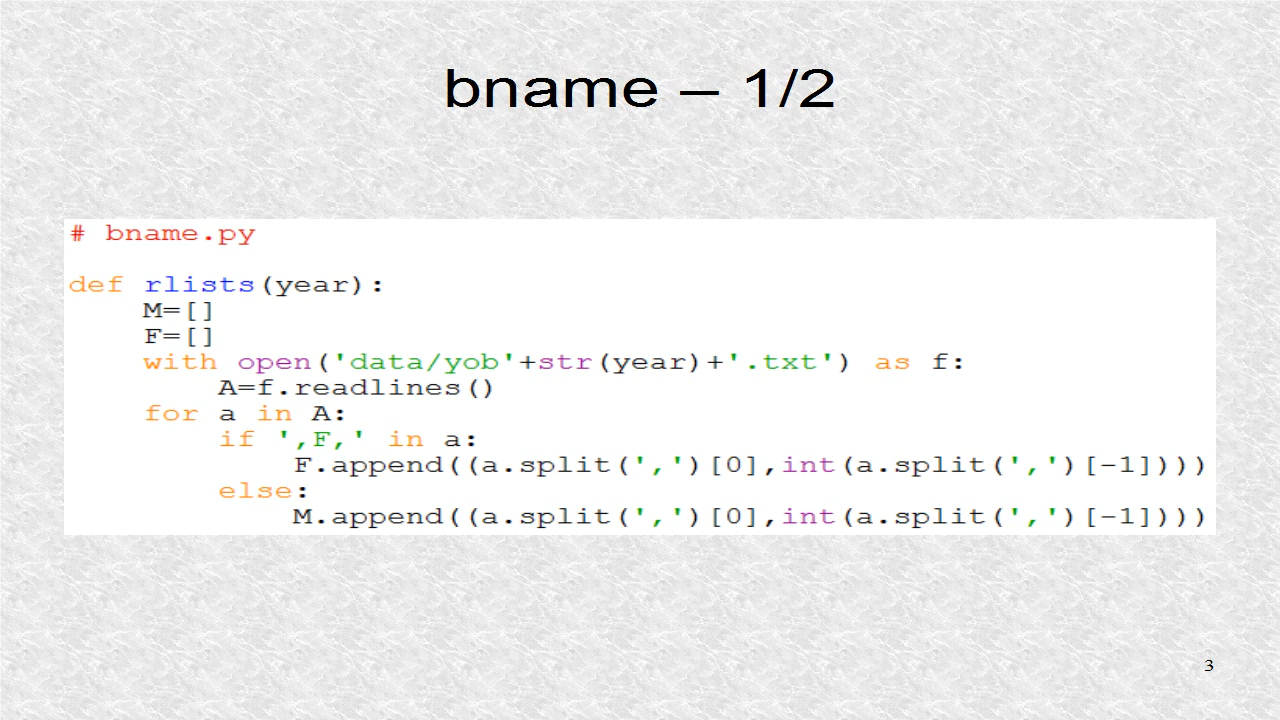 bname – 1/2
# bname.py
def rlists(year):
    M=[]
    F=[]
    with open('data/yob'+str(year)+'.txt') as f:
        A=f.readlines()
    for a in A:
        if ',F,' in a:
            F.append((a.split(',')[0],int(a.split(',')[-1])))
        else:
            M.append((a.split(',')[0],int(a.split(',')[-1])))
3